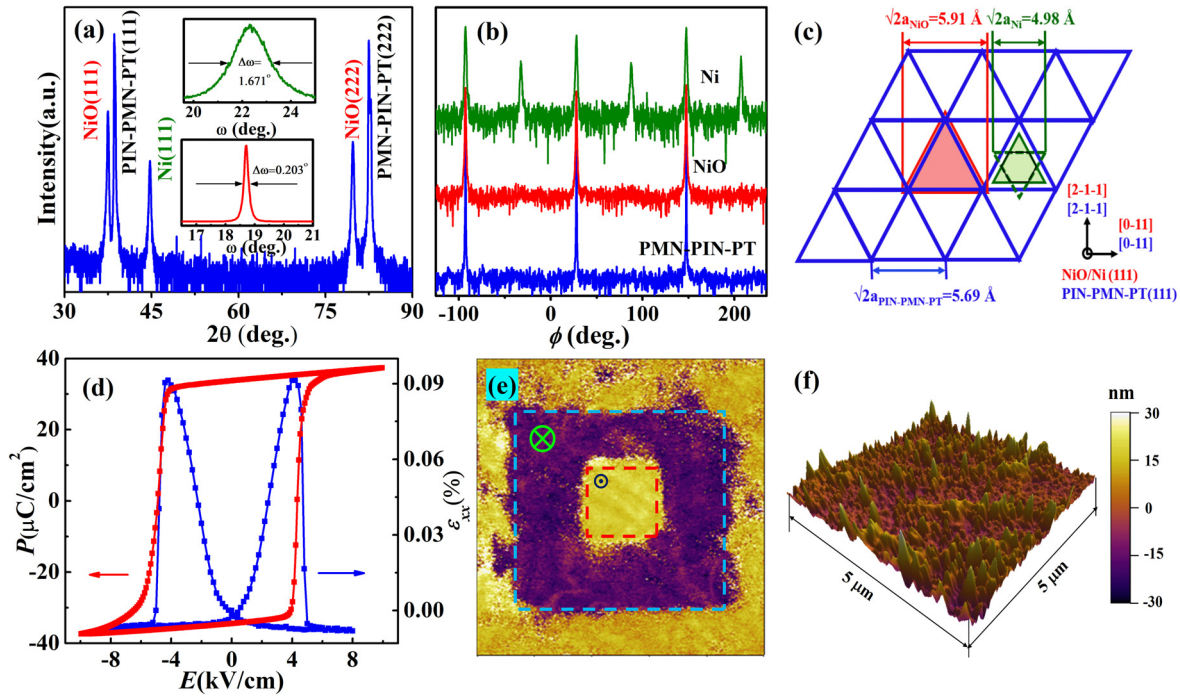 (a)
Intensity(a.u.)
NiO(111)
PIN-PMN-PT(111)
Ni(111)
NiO(222)
PMN-PIN-PT(222)
Δω=
1.671°
20 22 24
ω (deg.)
Δω=0.203°
17 18 19 20 21
ω (deg.)
30 45 60 75 90
2θ (deg.)
(b)
Ni
NiO
PMN-PIN-PT
-100 0 100 200
ϕ (deg.)
(c)
√2aNiO=5.91 Å
√2aNi=4.98 Å
√2aPIN-PMN-PT=5.69 Å
[2-1-1]
[2-1-1]
[0-11]
[0-11]
NiO/Ni (111)
PIN-PMN-PT(111)
(d)
P(μC/cm²)
40
20
0
-20
-40
-8 -4 0 4 8
E(kV/cm)
0.09
0.06
0.03
0.00
εxx(%)
(e)
(f)
nm
30
15
0
-15
-30
5 μm
5 μm